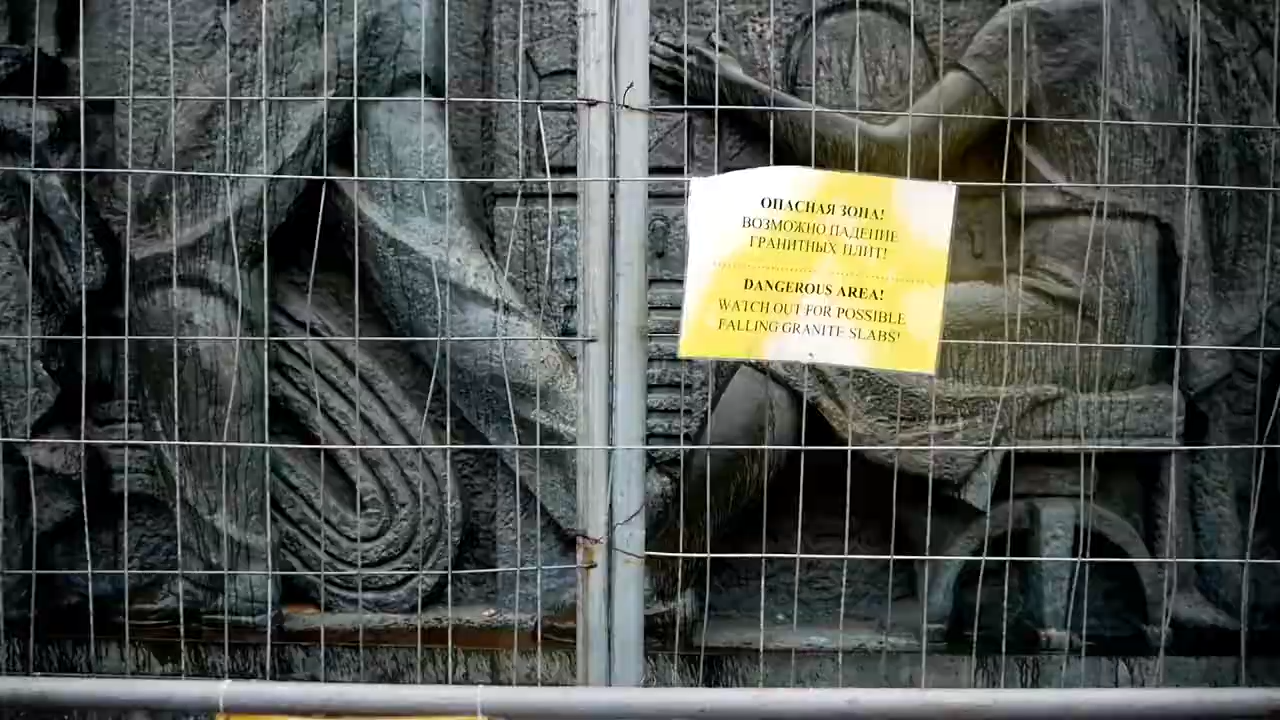 ОПАСНАЯ ЗОНА!
ВОЗМОЖНО ПАДЕНИЕ
ГРАНИТНЫХ ПЛИТ!
DANGEROUS AREA!
WATCH OUT FOR POSSIBLE
FALLING GRANITE SLABS!